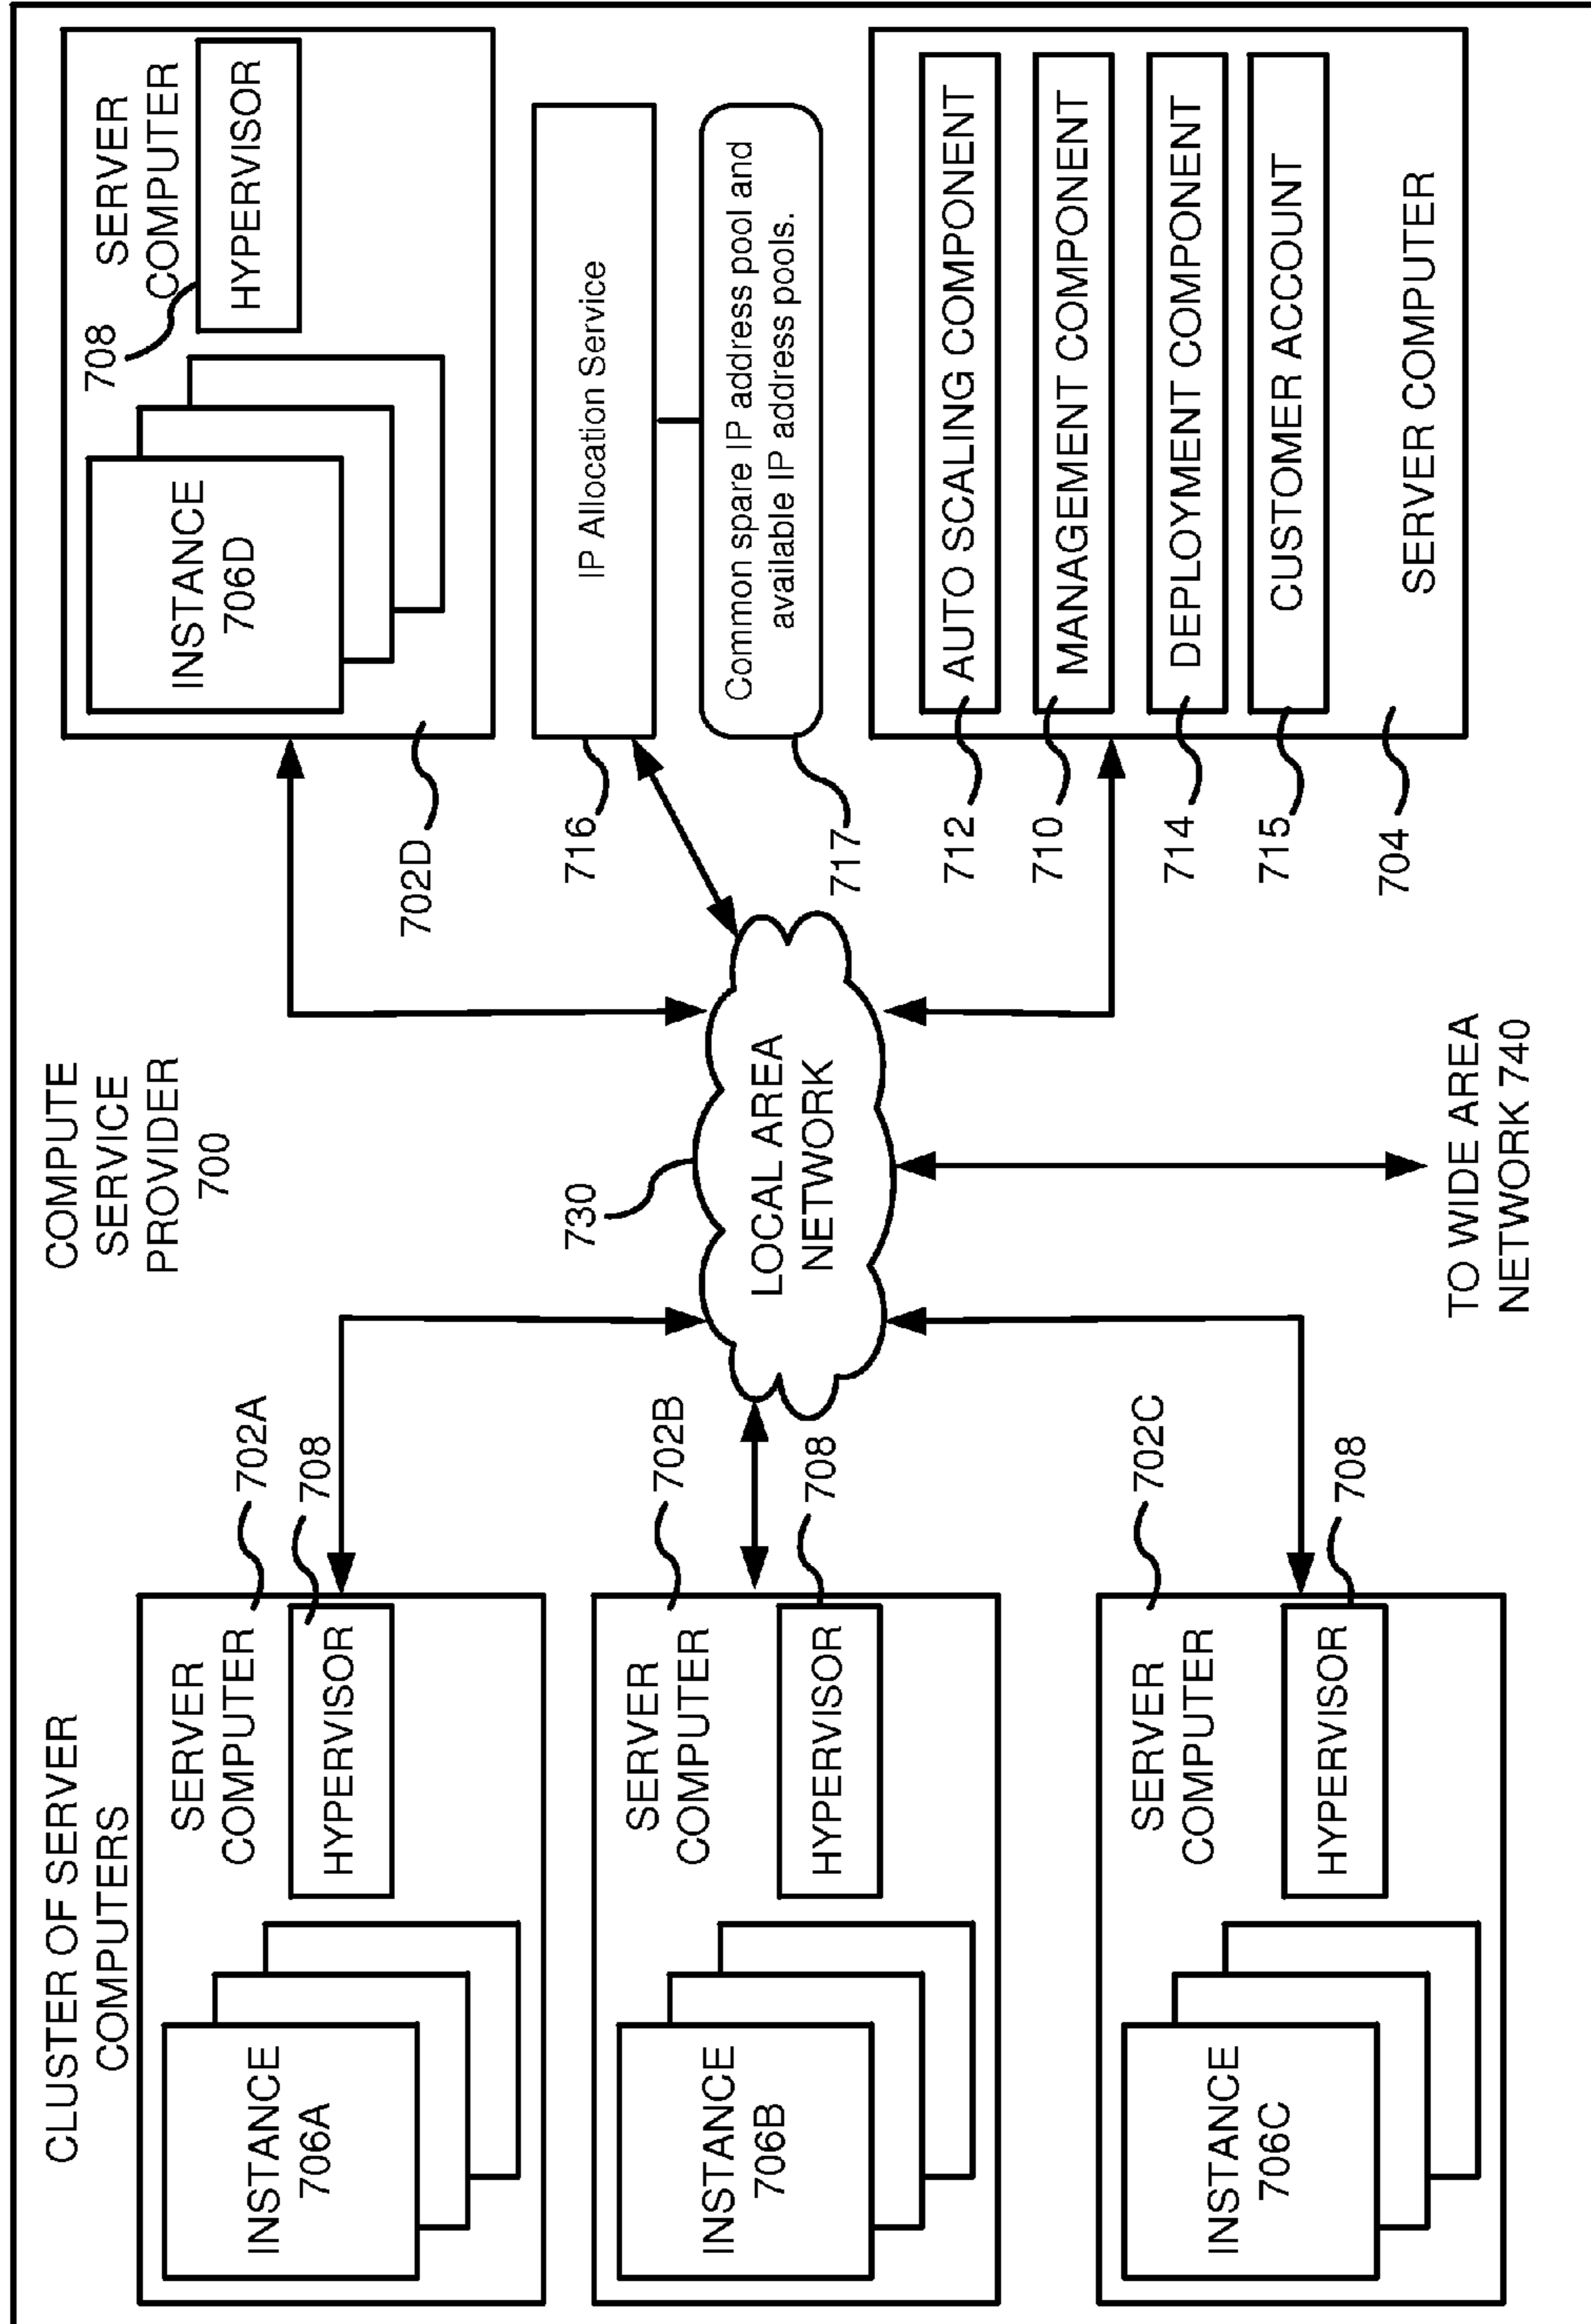 COMPUTE
SERVICE
PROVIDER
700
CLUSTER OF SERVER
COMPUTERS
SERVER
COMPUTER
702A
708
HYPERVISOR
INSTANCE
706A
SERVER
COMPUTER
702B
708
HYPERVISOR
INSTANCE
706B
SERVER
COMPUTER
702C
708
HYPERVISOR
INSTANCE
706C
730
LOCAL AREA
NETWORK
TO WIDE AREA
NETWORK 740
SERVER
COMPUTER
708
HYPERVISOR
INSTANCE
706D
702D
IP Allocation Service
716
Common spare IP address pool and
available IP address pools.
717
AUTO SCALING COMPONENT
712
MANAGEMENT COMPONENT
710
DEPLOYMENT COMPONENT
714
CUSTOMER ACCOUNT
715
SERVER COMPUTER
704